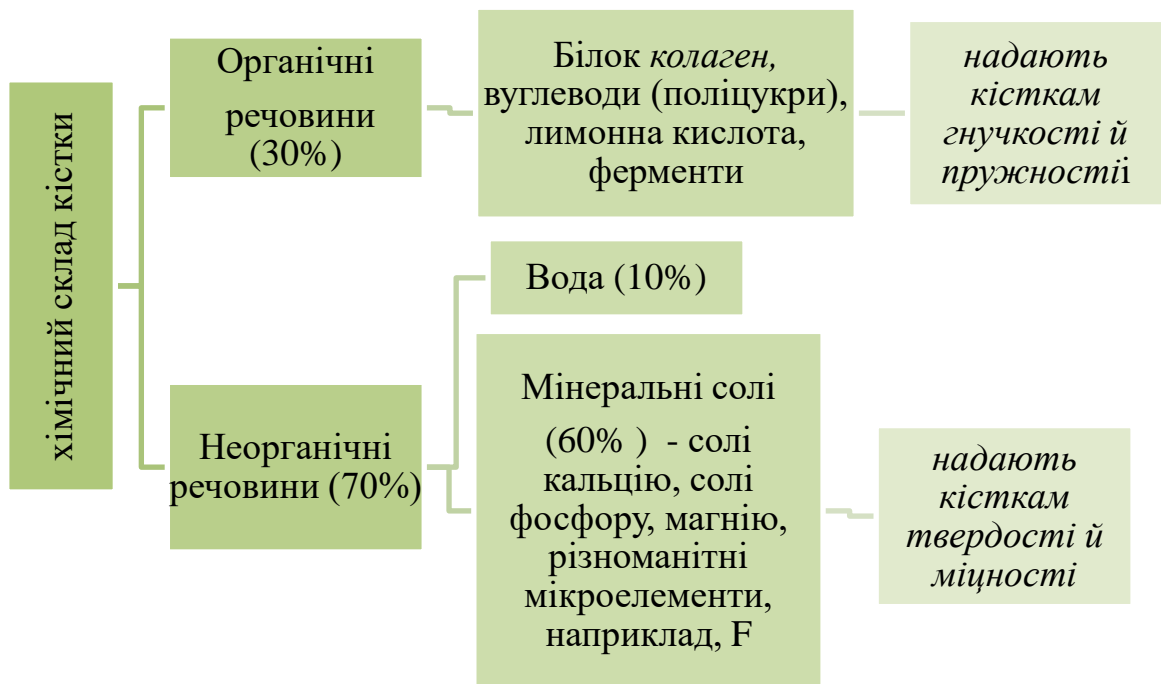 хімічний склад кістки
Органічні
речовини
(30%)
Білок колаген,
вуглеводи (поліцукри),
лимонна кислота,
ферменти
надають
кісткам
гнучкості й
пружностіі
Неорганічні
речовини (70%)
Вода (10%)
Мінеральні солі
(60% ) - солі
кальцію, солі
фосфору, магнію,
різноманітні
мікроелементи,
наприклад, F
надають
кісткам
твердості й
міцності